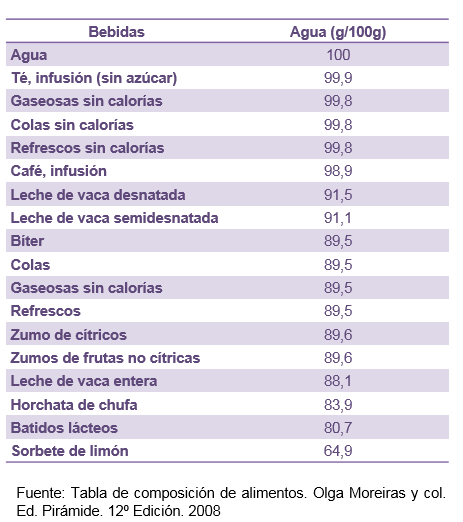 Bebidas Agua (g/100g)
Agua 100
Té, infusión (sin azúcar) 99,9
Gaseosas sin calorías 99,8
Colas sin calorías 99,8
Refrescos sin calorías 99,8
Café, infusión 98,9
Leche de vaca desnatada 91,5
Leche de vaca semidesnatada 91,1
Bíter 89,5
Colas 89,5
Gaseosas sin calorías 89,5
Refrescos 89,5
Zumo de cítricos 89,6
Zumos de frutas no cítricas 89,6
Leche de vaca entera 88,1
Horchata de chufa 83,9
Batidos lácteos 80,7
Sorbete de limón 64,9
Fuente: Tabla de composición de alimentos. Olga Moreiras y col.
Ed. Pirámide. 12º Edición. 2008